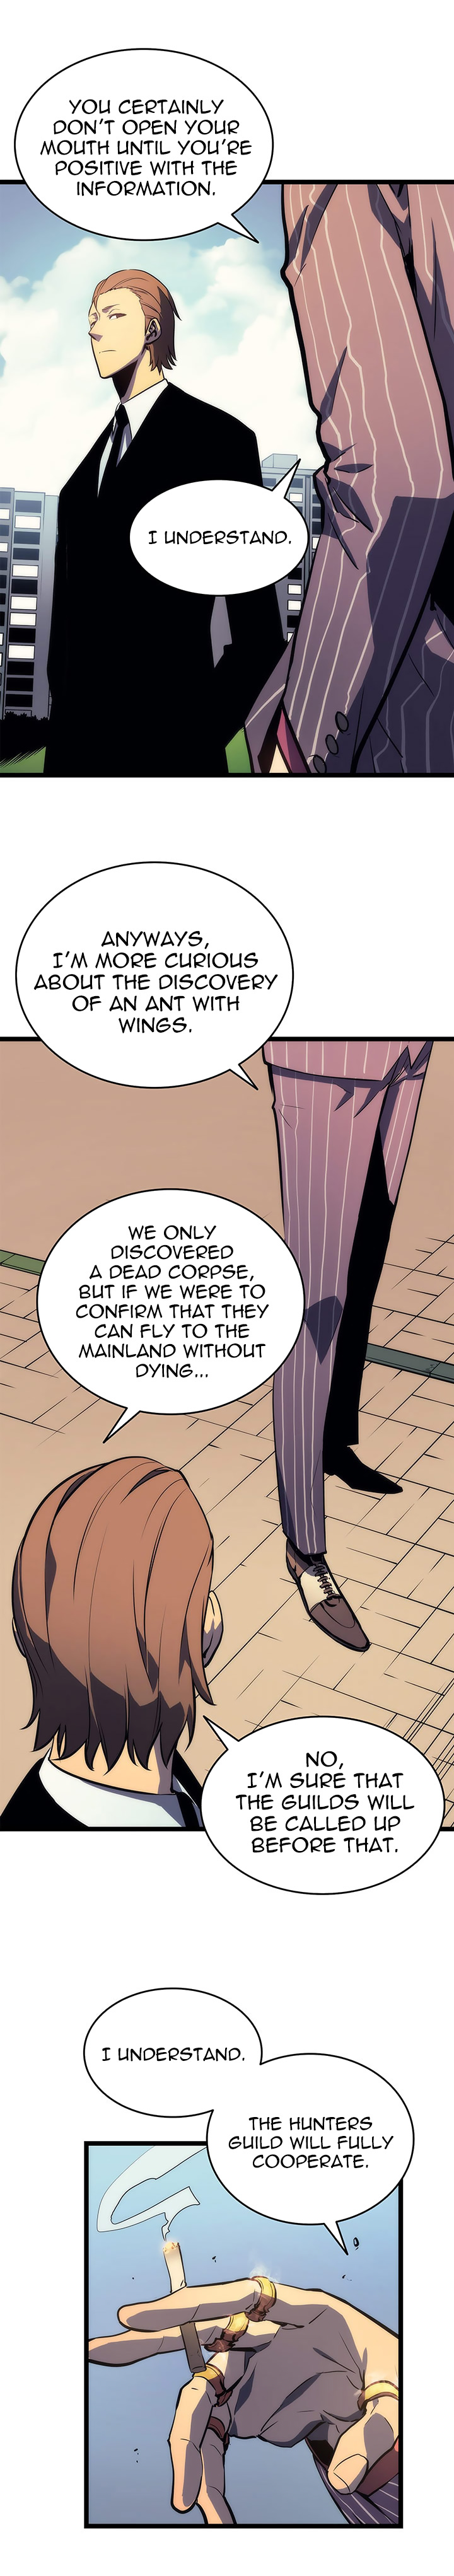 YOU CERTAINLY
DON'T OPEN YOUR
MOUTH UNTIL YOU'RE
POSITIVE WITH THE
INFORMATION.
I UNDERSTAND.
ANYWAYS,
I'M MORE CURIOUS
ABOUT THE DISCOVERY
OF AN ANT WITH
WINGS.
WE ONLY
DISCOVERED
A DEAD CORPSE,
BUT IF WE WERE TO
CONFIRM THAT THEY
CAN FLY TO THE
MAINLAND WITHOUT
DYING...
NO,
I'M SURE THAT
THE GUILDS WILL
BE CALLED UP
BEFORE THAT.
I UNDERSTAND.
THE HUNTERS
GUILD WILL FULLY
COOPERATE.